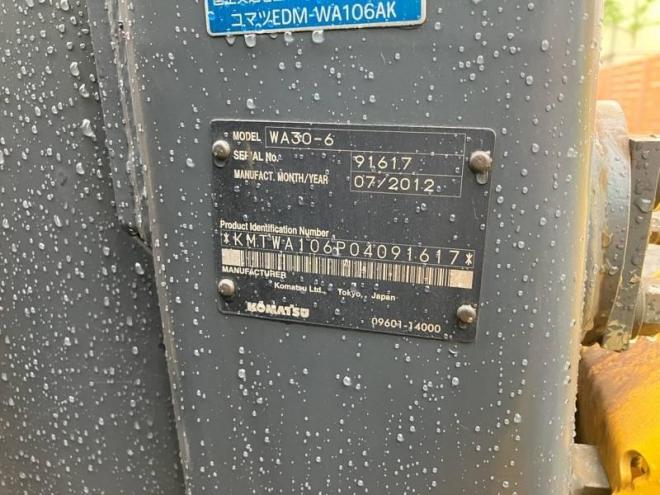 コマツEDM-WA106AK
MODEL WA30-6
SERIAL No. 91617
MANUFACT. MONTH/YEAR 07/2012
Product Identification Number
*KMTWA106P04091617*
MANUFACTURER
Komatsu Ltd., Tokyo, Japan
KOMATSU
09601-14000